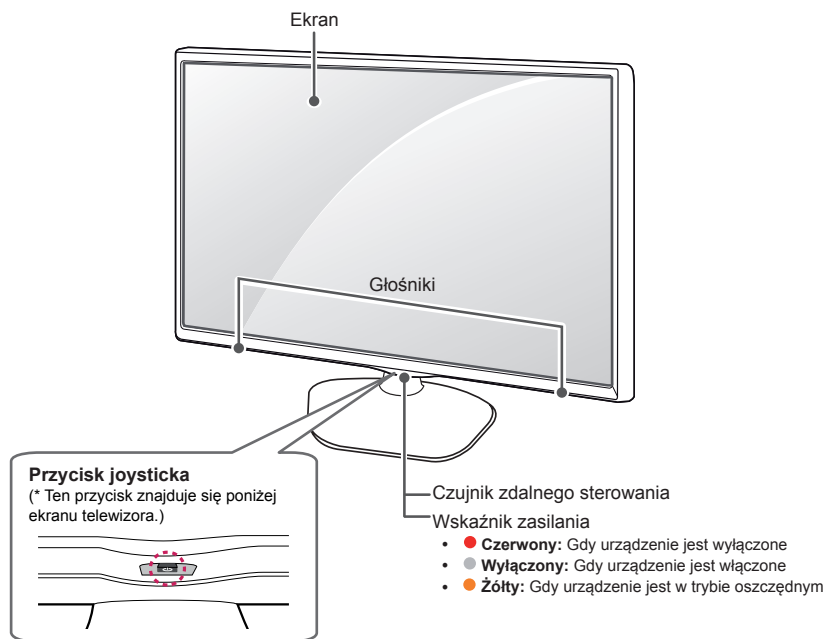 Ekran
Głośniki
Przycisk joysticka
(* Ten przycisk znajduje się poniżej
ekranu telewizora.)
Czujnik zdalnego sterowania
Wskaźnik zasilania
• Czerwony: Gdy urządzenie jest wyłączone
• Wyłączony: Gdy urządzenie jest włączone
• Żółty: Gdy urządzenie jest w trybie oszczędnym